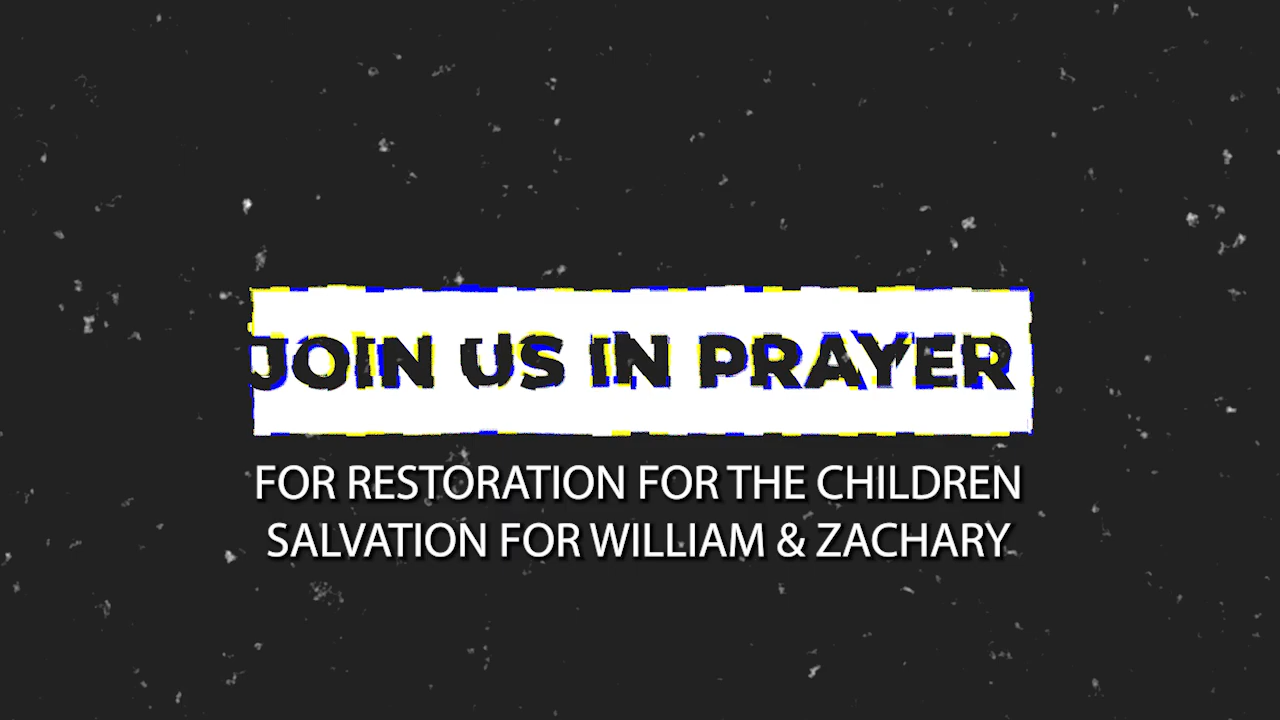 JOIN US IN PRAYER
FOR RESTORATION FOR THE CHILDREN
SALVATION FOR WILLIAM & ZACHARY